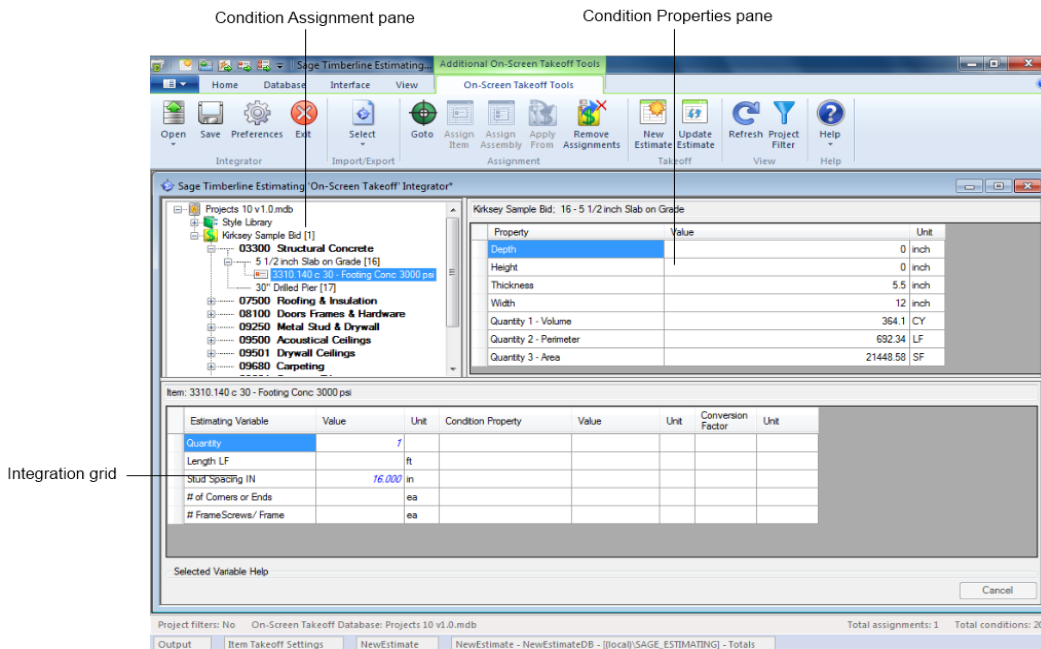 Condition Assignment pane
Condition Properties pane
Sage Timberline Estimating...
Additional On-Screen Takeoff Tools
Home Database Interface View On-Screen Takeoff Tools
Open Save Preferences Exit Select Goto Assign Item Assign Assembly Apply From Remove Assignments New Estimate Update Estimate Refresh Project Filter Help
Integrator Import/Export Assignment Takeoff View Help
Sage Timberline Estimating 'On-Screen Takeoff' Integrator*
Projects 10 v1.0.mdb
Style Library
Kirksey Sample Bid [1]
03300 Structural Concrete
5 1/2 inch Slab on Grade [16]
3310.140 c 30 - Footing Conc 3000 psi
30" Drilled Pier [17]
07500 Roofing & Insulation
08100 Doors Frames & Hardware
09250 Metal Stud & Drywall
09500 Acoustical Ceilings
09501 Drywall Ceilings
09680 Carpeting
Kirksey Sample Bid; 16 - 5 1/2 inch Slab on Grade
Property Value Unit
Depth 0 inch
Height 0 inch
Thickness 5.5 inch
Width 12 inch
Quantity 1 - Volume 364.1 CY
Quantity 2 - Perimeter 692.34 LF
Quantity 3 - Area 21448.58 SF
Item: 3310.140 c 30 - Footing Conc 3000 psi
Estimating Variable Value Unit Condition Property Value Unit Conversion Factor Unit
Quantity 1
Length LF ft
Integration grid
Stud Spacing IN 16.000 in
# of Corners or Ends ea
# FrameScrews/ Frame ea
Selected Variable Help
Cancel
Project filters: No On-Screen Takeoff Database: Projects 10 v1.0.mdb Total assignments: 1 Total conditions: 20
Output Item Takeoff Settings NewEstimate NewEstimate - NewEstimateDB - [(local)\SAGE_ESTIMATING] - Totals